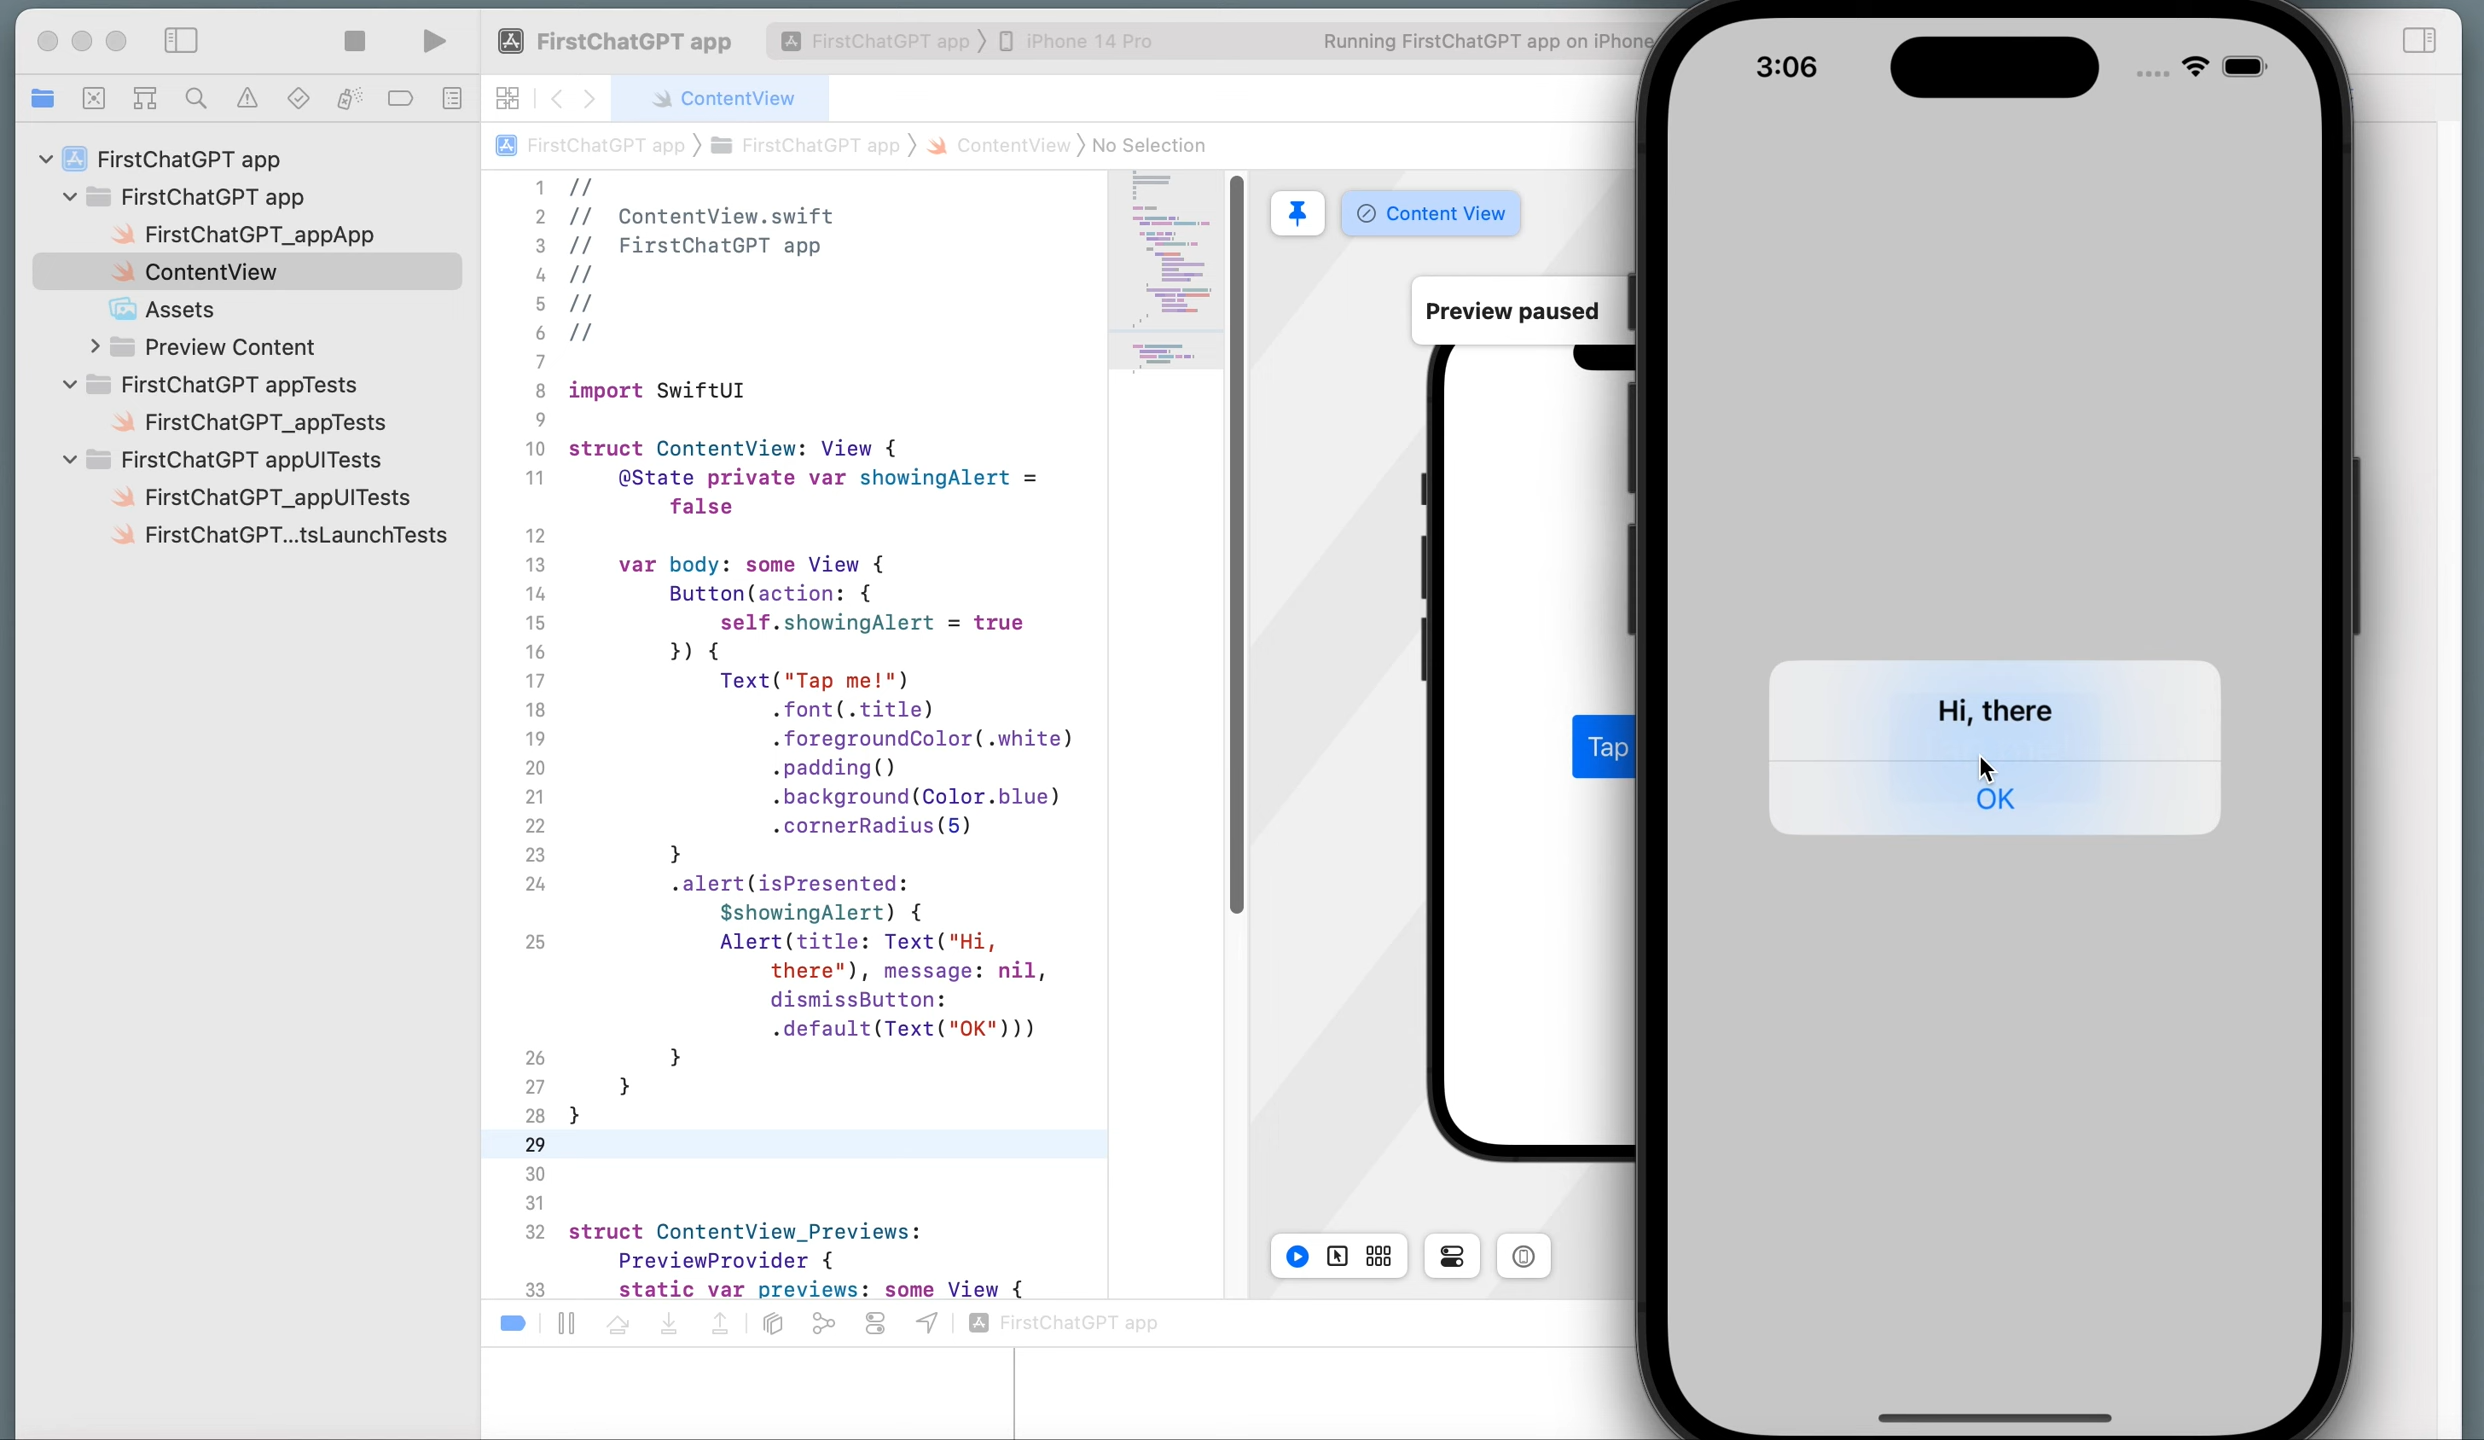 FirstChatGPT app
FirstChatGPT app
iPhone 14 Pro
Running FirstChatGPT app on iPhone
ContentView
FirstChatGPT app
FirstChatGPT app
ContentView
No Selection
FirstChatGPT app
FirstChatGPT app
FirstChatGPT_appApp
ContentView
Assets
Preview Content
FirstChatGPT appTests
FirstChatGPT_appTests
FirstChatGPT appUITests
FirstChatGPT_appUITests
FirstChatGPT...tsLaunchTests
1 //
2 //  ContentView.swift
3 //  FirstChatGPT app
4 //
5 //
6 //
7
8 import SwiftUI
9
10 struct ContentView: View {
11     @State private var showingAlert =
false
12
13     var body: some View {
14         Button(action: {
15             self.showingAlert = true
16         }) {
17             Text("Tap me!")
18                 .font(.title)
19                 .foregroundColor(.white)
20                 .padding()
21                 .background(Color.blue)
22                 .cornerRadius(5)
23         }
24         .alert(isPresented:
$showingAlert) {
25             Alert(title: Text("Hi,
there"), message: nil,
dismissButton:
.default(Text("OK")))
26         }
27     }
28 }
29
30
31
32 struct ContentView_Previews:
PreviewProvider {
33     static var previews: some View {
FirstChatGPT app
Content View
Preview paused
Tap
3:06
Hi, there
OK